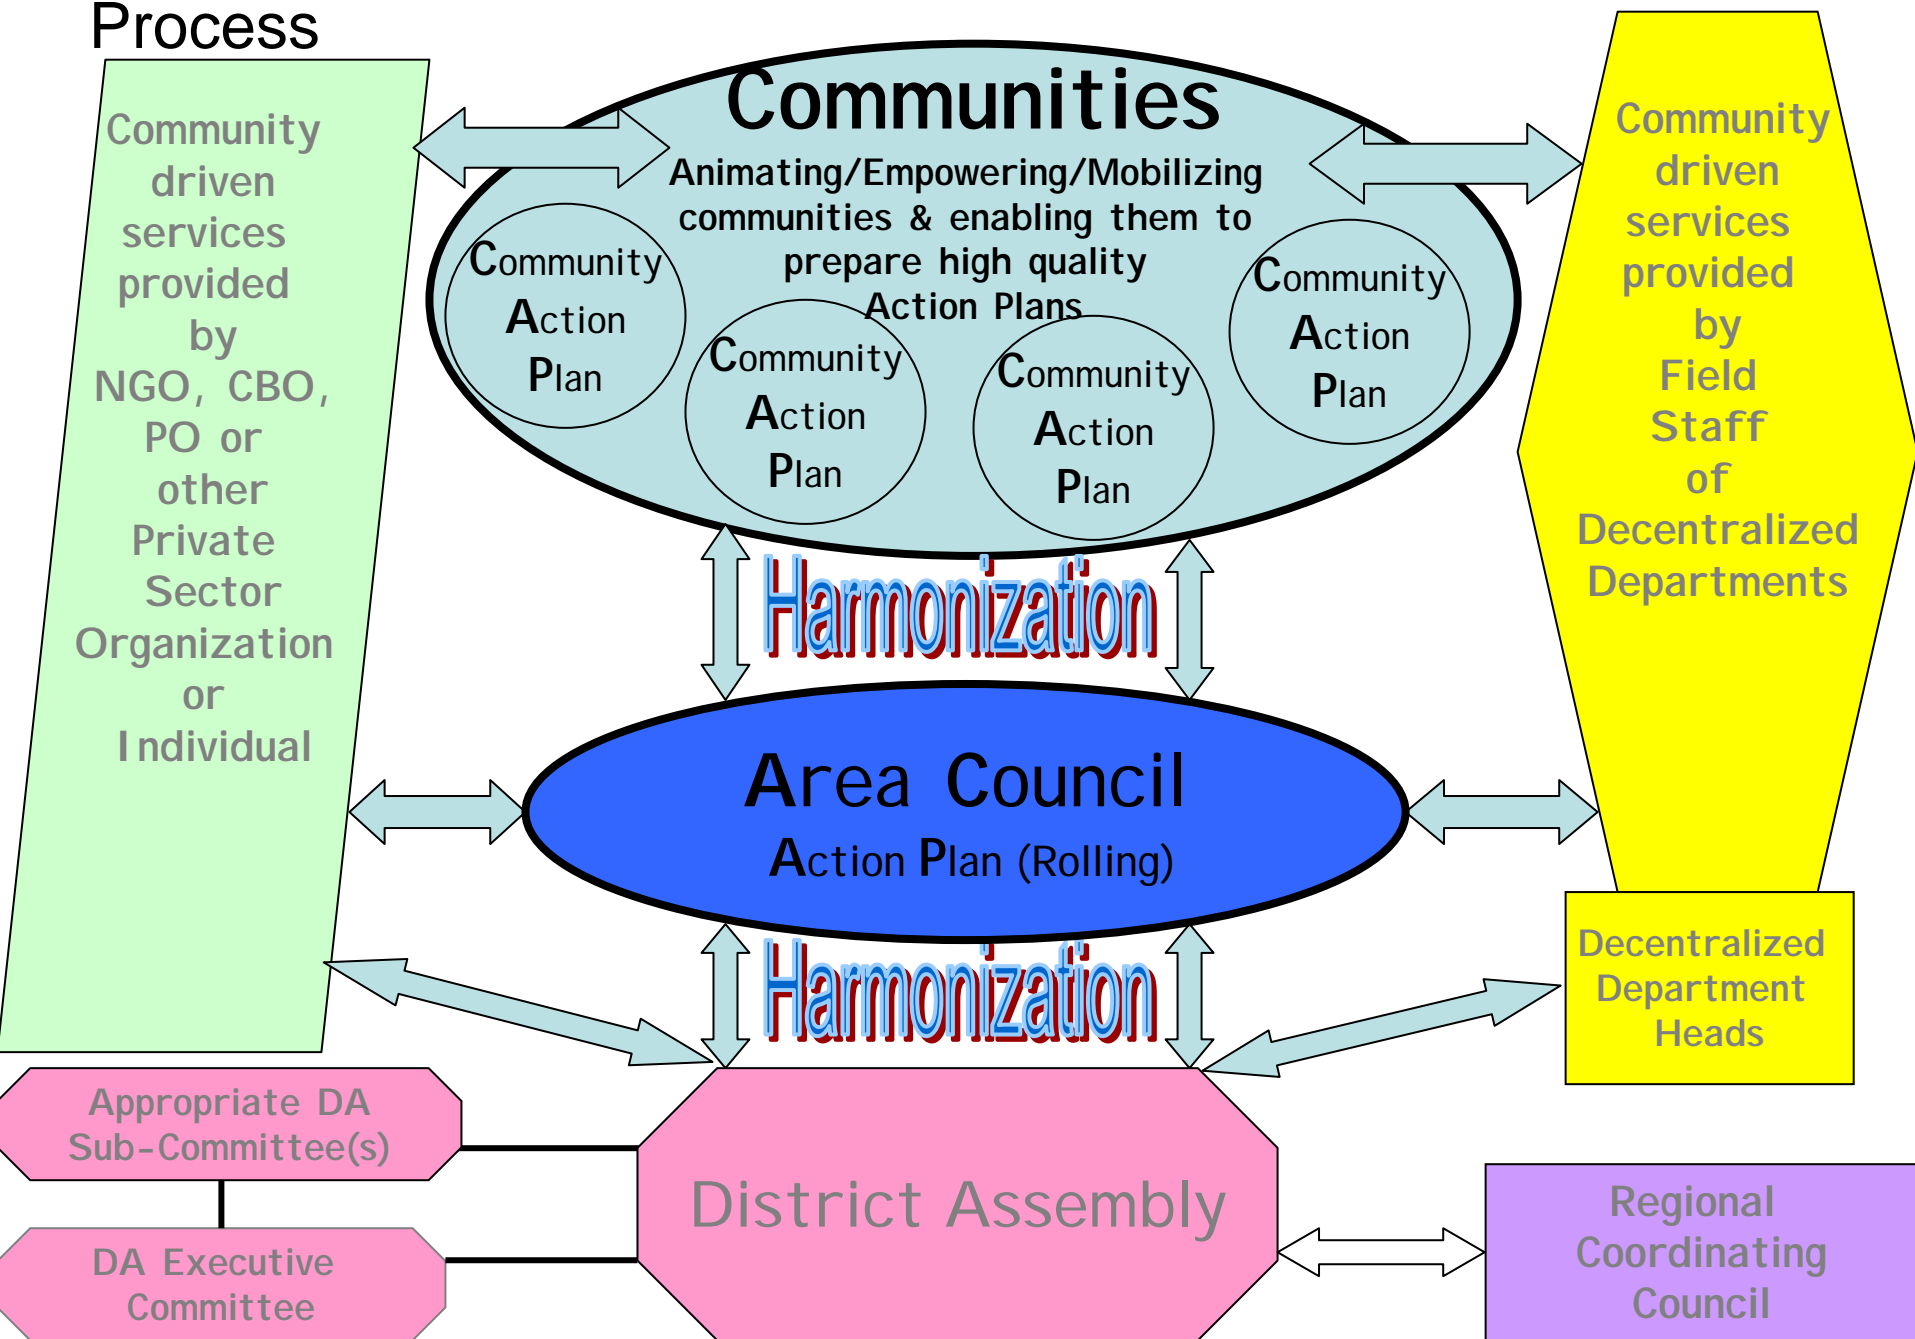 Process
Community
driven
services
provided
by
NGO, CBO,
PO or
other
Private
Sector
Organization
or
Individual
Communities
Animating/Empowering/Mobilizing
communities & enabling them to
prepare high quality
Action Plans
Community
Action
Plan
Community
Action
Plan
Community
Action
Plan
Community
Action
Plan
Community
driven
services
provided
by
Field
Staff
of
Decentralized
Departments
Harmonization
Area Council
Action Plan (Rolling)
Harmonization
Decentralized
Department
Heads
Appropriate DA
Sub-Committee(s)
DA Executive
Committee
District Assembly
Regional
Coordinating
Council